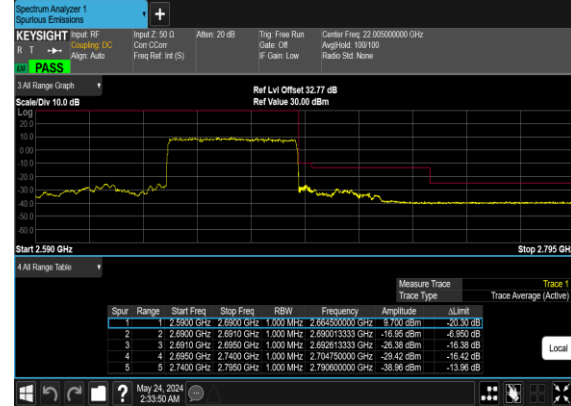 Spectrum Analyzer 1
Spurious Emissions
KEYSIGHT Input: RF Input Z: 50 Ω Atten: 20 dB Trig: Free Run Center Freq: 22.005000000 GHz
R T Coupling: DC Corr CCorr Gate: Off Avg|Hold: 100/100
Align: Auto Freq Ref: Int (S) IF Gain: Low Radio Std: None
PASS
3 All Range Graph
Ref Lvl Offset 32.77 dB
Scale/Div 10.0 dB Ref Value 30.00 dBm
Log
20.0
10.0
0.00
-10.0
-20.0
-30.0
-40.0
-50.0
-60.0
Start 2.590 GHz Stop 2.795 GH
4 All Range Table
Measure Trace Trace 1
Trace Type Trace Average (Active)
Spur Range Start Freq Stop Freq RBW Frequency Amplitude ΔLimit
1 1 2.5900 GHz 2.6900 GHz 1.000 MHz 2.664500000 GHz 9.700 dBm -20.30 dB
2 2 2.6900 GHz 2.6910 GHz 1.000 MHz 2.690013333 GHz -16.95 dBm -6.950 dB
3 3 2.6910 GHz 2.6950 GHz 1.000 MHz 2.692613333 GHz -26.38 dBm -16.38 dB
4 4 2.6950 GHz 2.7400 GHz 1.000 MHz 2.704750000 GHz -29.42 dBm -16.42 dB
5 5 2.7400 GHz 2.7950 GHz 1.000 MHz 2.790600000 GHz -38.96 dBm -13.96 dB
Local
? May 24, 2024
2:33:50 AM